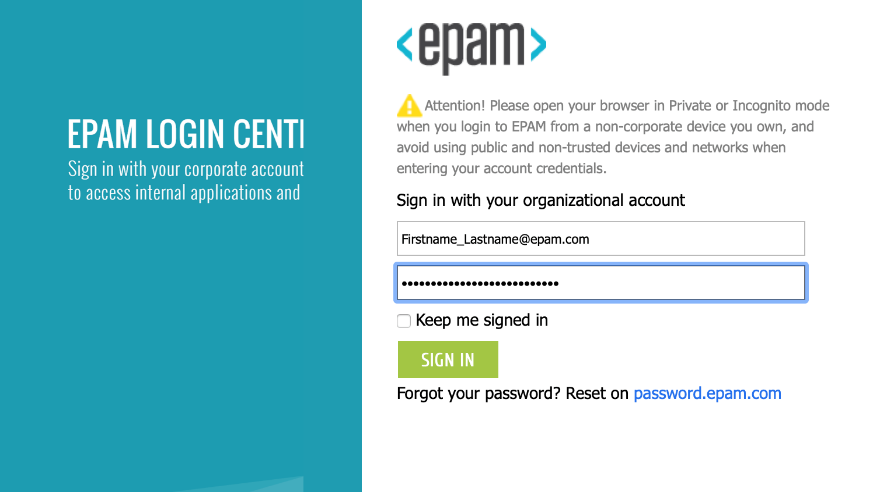 <epam>
EPAM LOGIN CENT
Sign in with your corporate account
to access internal applications and
Attention! Please open your browser in Private or Incognito mode
when you login to EPAM from a non-corporate device you own, and
avoid using public and non-trusted devices and networks when
entering your account credentials.
Sign in with your organizational account
Firstname_Lastname@epam.com
Keep me signed in
SIGN IN
Forgot your password? Reset on password.epam.com